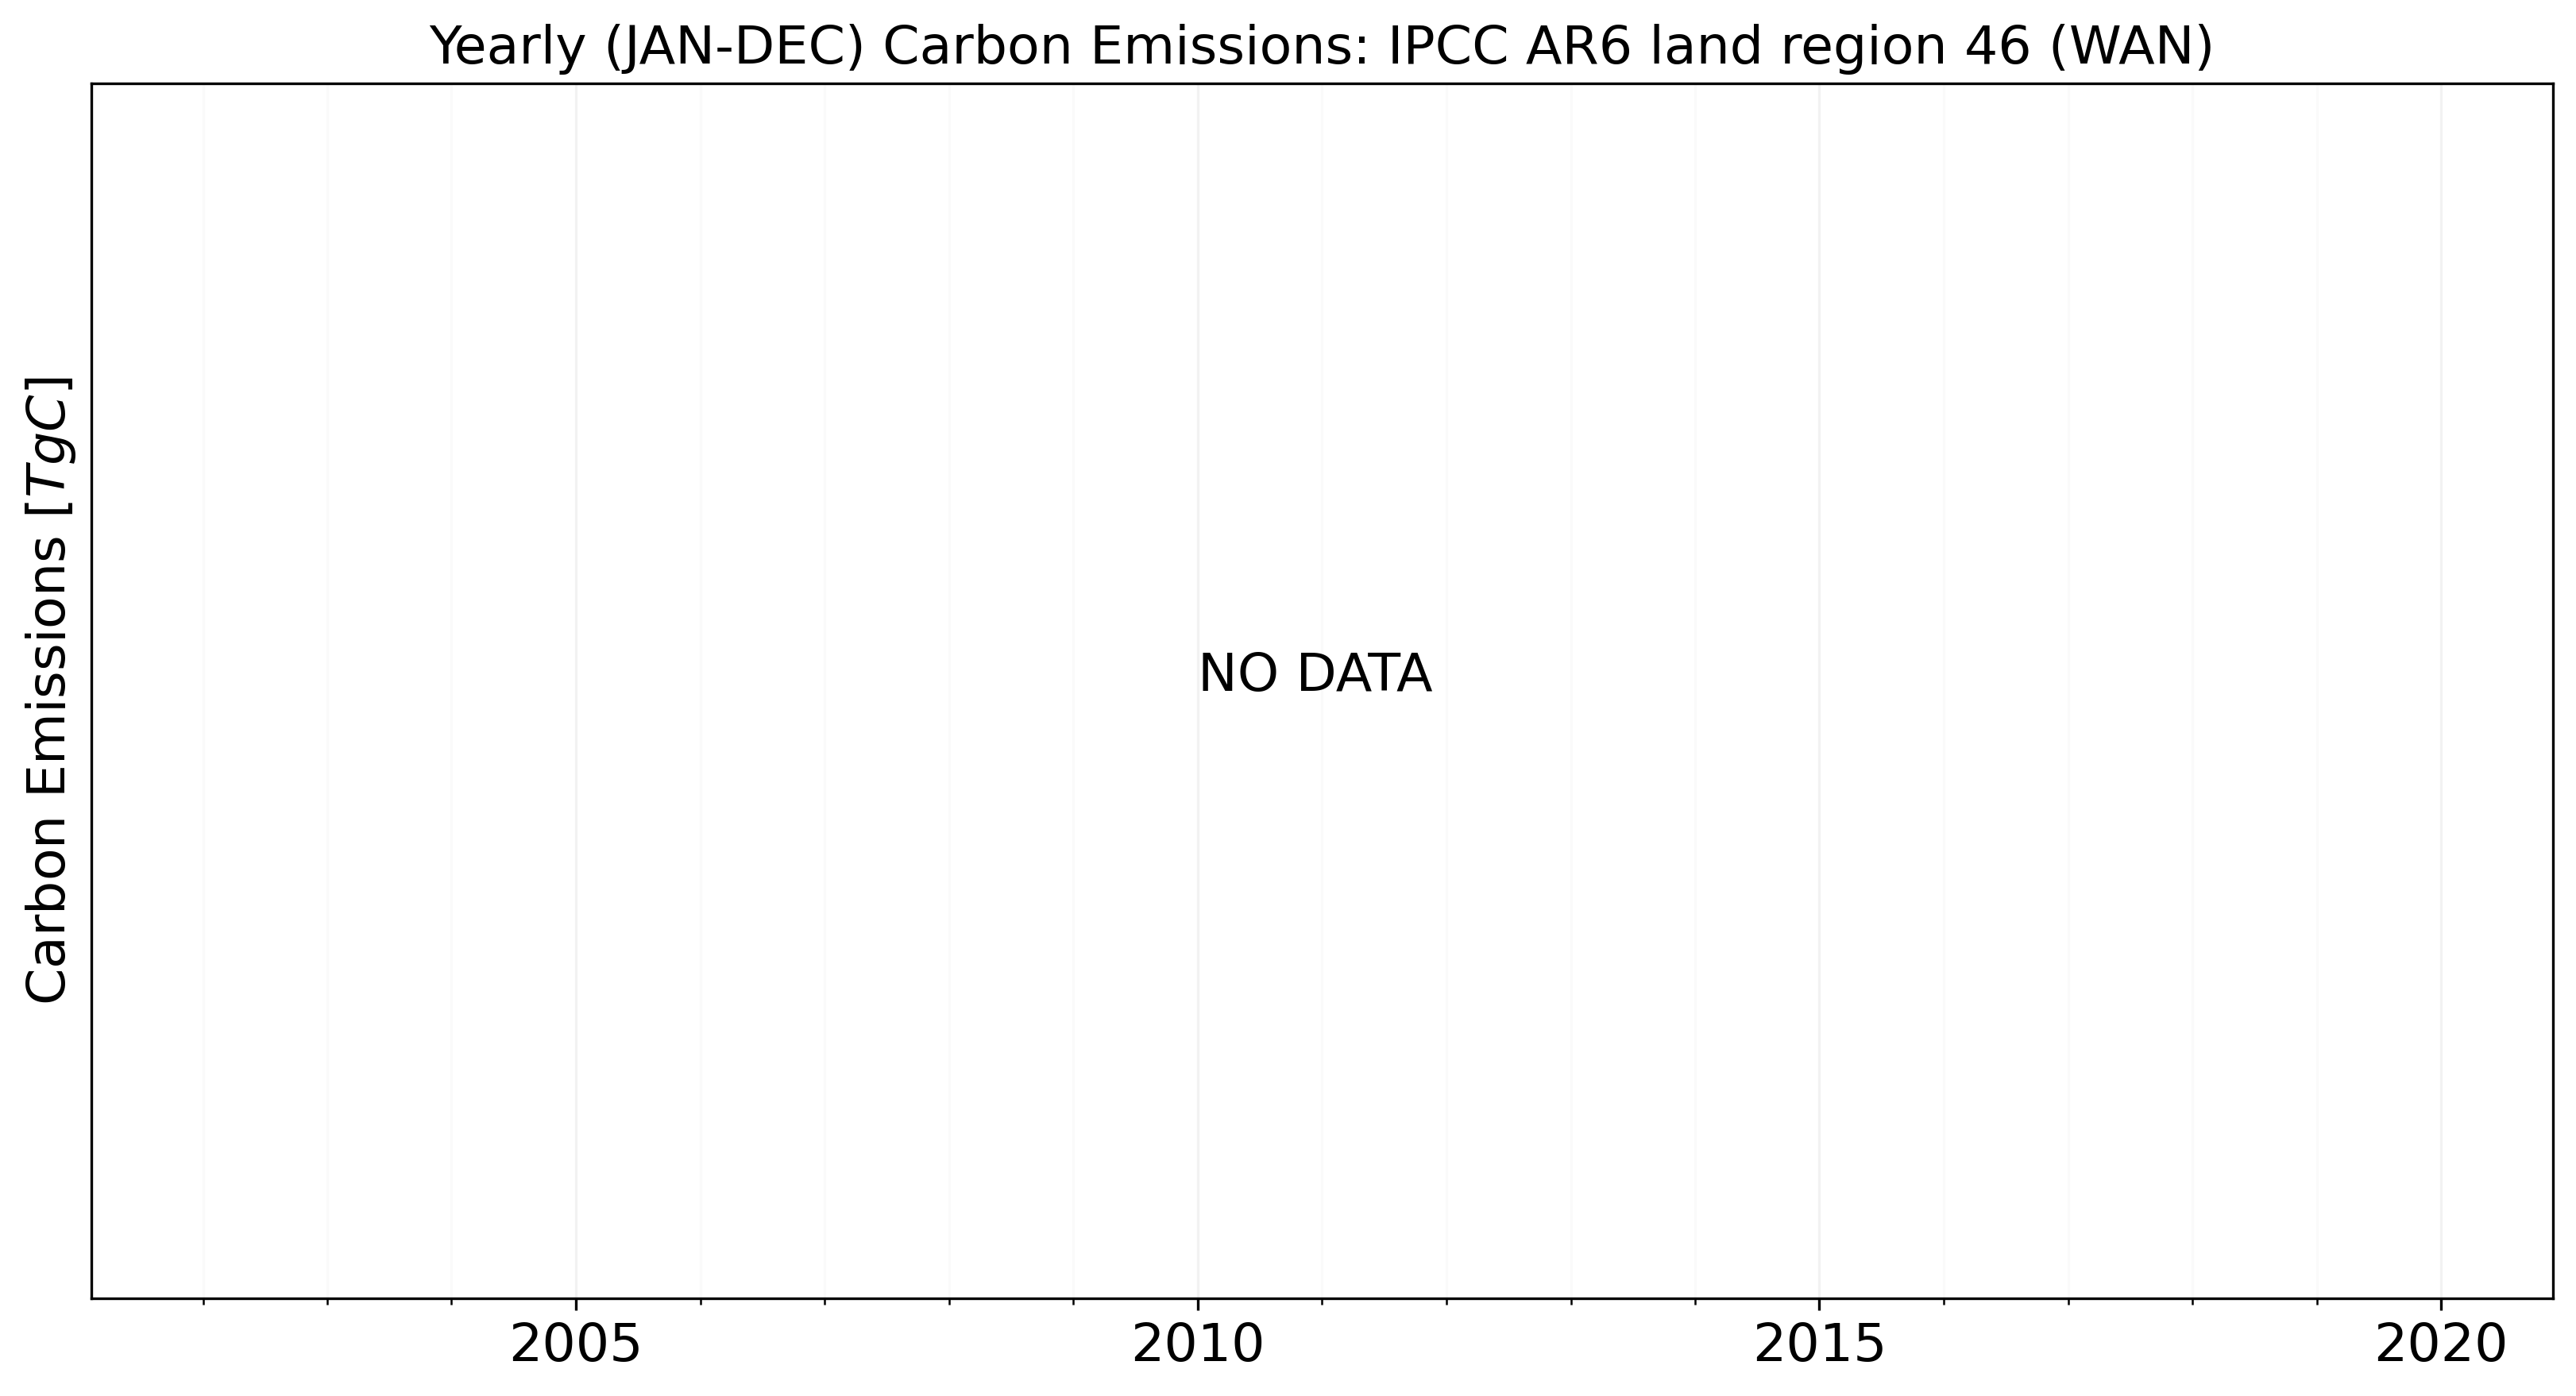 Yearly (JAN-DEC) Carbon Emissions: IPCC AR6 land region 46 (WAN)
Carbon Emissions [TgC]
NO DATA
2005 2010 2015 2020